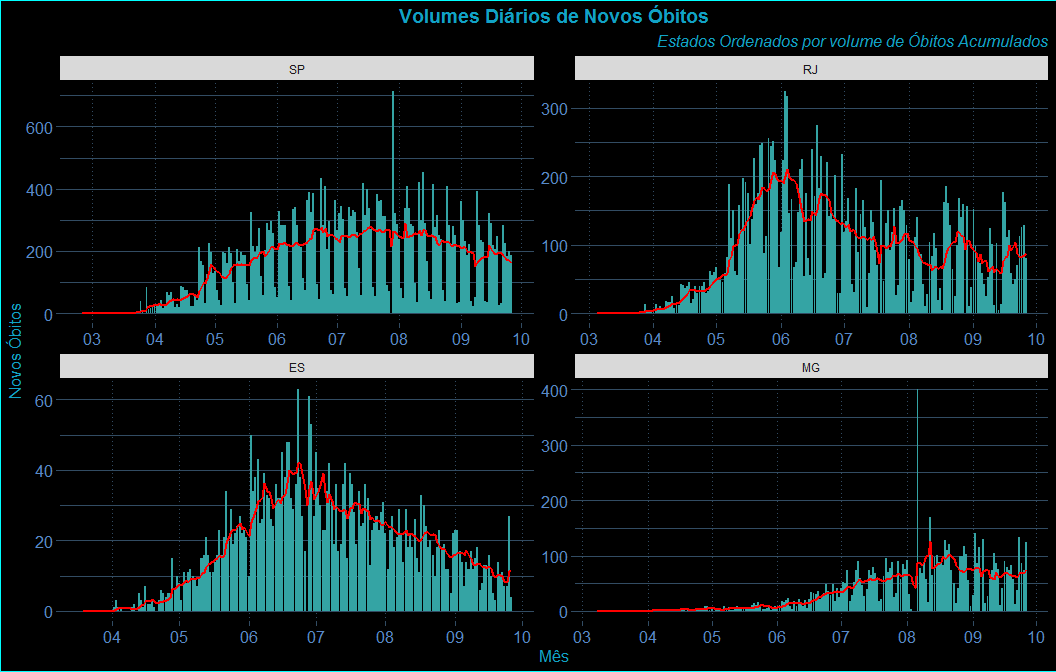 Volumes Diários de Novos Óbitos
Estados Ordenados por volume de Óbitos Acumulados
SP
RJ
600
400
200
0
03 04 05 06 07 08 09 10
300
200
100
0
03 04 05 06 07 08 09 10
Novos Óbitos
ES
MG
60
40
20
0
04 05 06 07 08 09 10
400
300
200
100
0
03 04 05 06 07 08 09 10
Mês